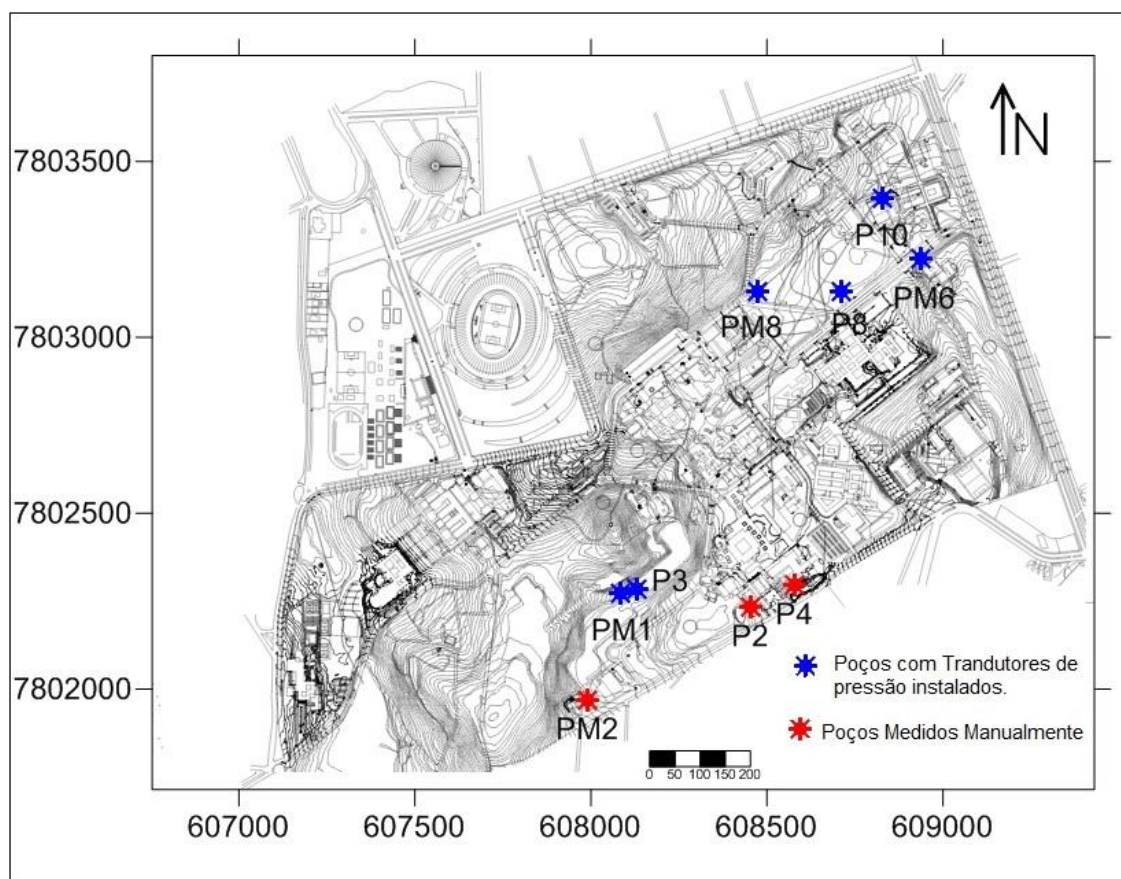 N
7803500
P10
PM6
PM8
P8
7803000
7802500
P3
PM1
P4
P2
Poços com Trandutores de
pressão instalados.
7802000
PM2
Poços Medidos Manualmente
0 50 100 150 200
607000 607500 608000 608500 609000